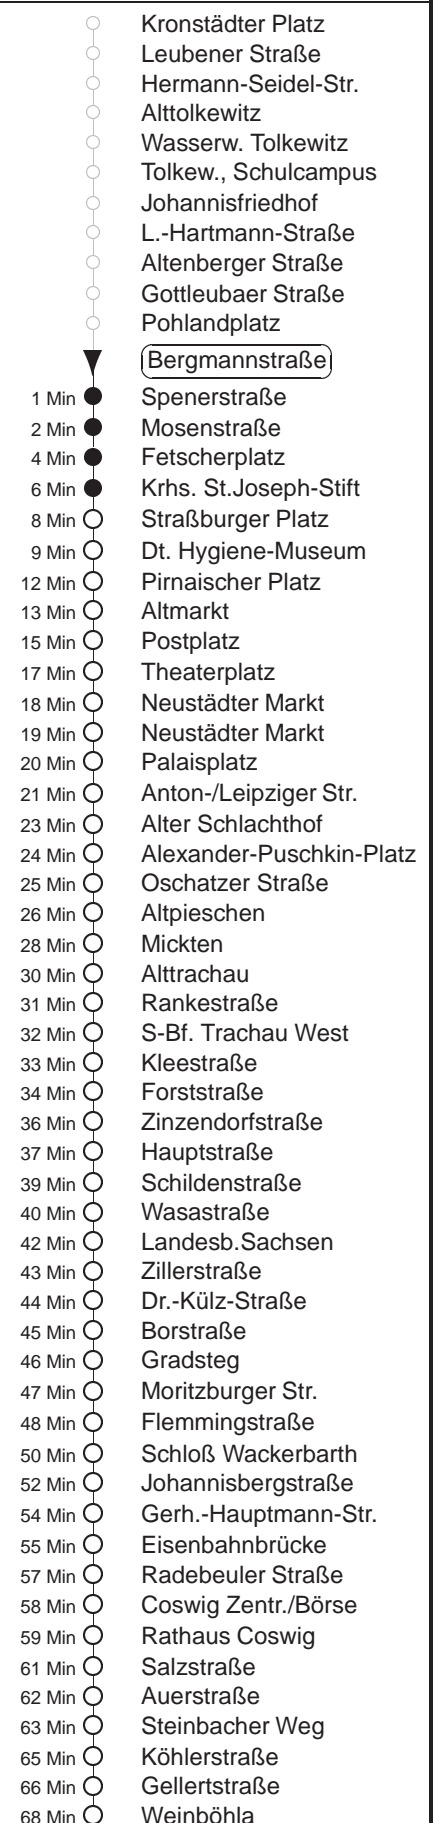 Kronstädter Platz
Leubener Straße
Hermann-Seidel-Str.
Alttolkewitz
Wasserw. Tolkewitz
Tolkew., Schulcampus
Johannisfriedhof
L.-Hartmann-Straße
Altenberger Straße
Gottleubaer Straße
Pohlandplatz
Bergmannstraße
1 Min Spenerstraße
2 Min Mosenstraße
4 Min Fetscherplatz
6 Min Krhs. St.Joseph-Stift
8 Min Straßburger Platz
9 Min Dt. Hygiene-Museum
12 Min Pirnaischer Platz
13 Min Altmarkt
15 Min Postplatz
17 Min Theaterplatz
18 Min Neustädter Markt
19 Min Neustädter Markt
20 Min Palaisplatz
21 Min Anton-/Leipziger Str.
23 Min Alter Schlachthof
24 Min Alexander-Puschkin-Platz
25 Min Oschatzer Straße
26 Min Altpieschen
28 Min Mickten
30 Min Alttrachau
31 Min Rankestraße
32 Min S-Bf. Trachau West
33 Min Kleestraße
34 Min Forststraße
36 Min Zinzendorfstraße
37 Min Hauptstraße
39 Min Schildenstraße
40 Min Wasastraße
42 Min Landesb.Sachsen
43 Min Zillerstraße
44 Min Dr.-Külz-Straße
45 Min Borstraße
46 Min Gradsteg
47 Min Moritzburger Str.
48 Min Flemmingstraße
50 Min Schloß Wackerbarth
52 Min Johannisbergstraße
54 Min Gerh.-Hauptmann-Str.
55 Min Eisenbahnbrücke
57 Min Radebeuler Straße
58 Min Coswig Zentr./Börse
59 Min Rathaus Coswig
61 Min Salzstraße
62 Min Auerstraße
63 Min Steinbacher Weg
65 Min Köhlerstraße
66 Min Gellertstraße
68 Min Weinböhla